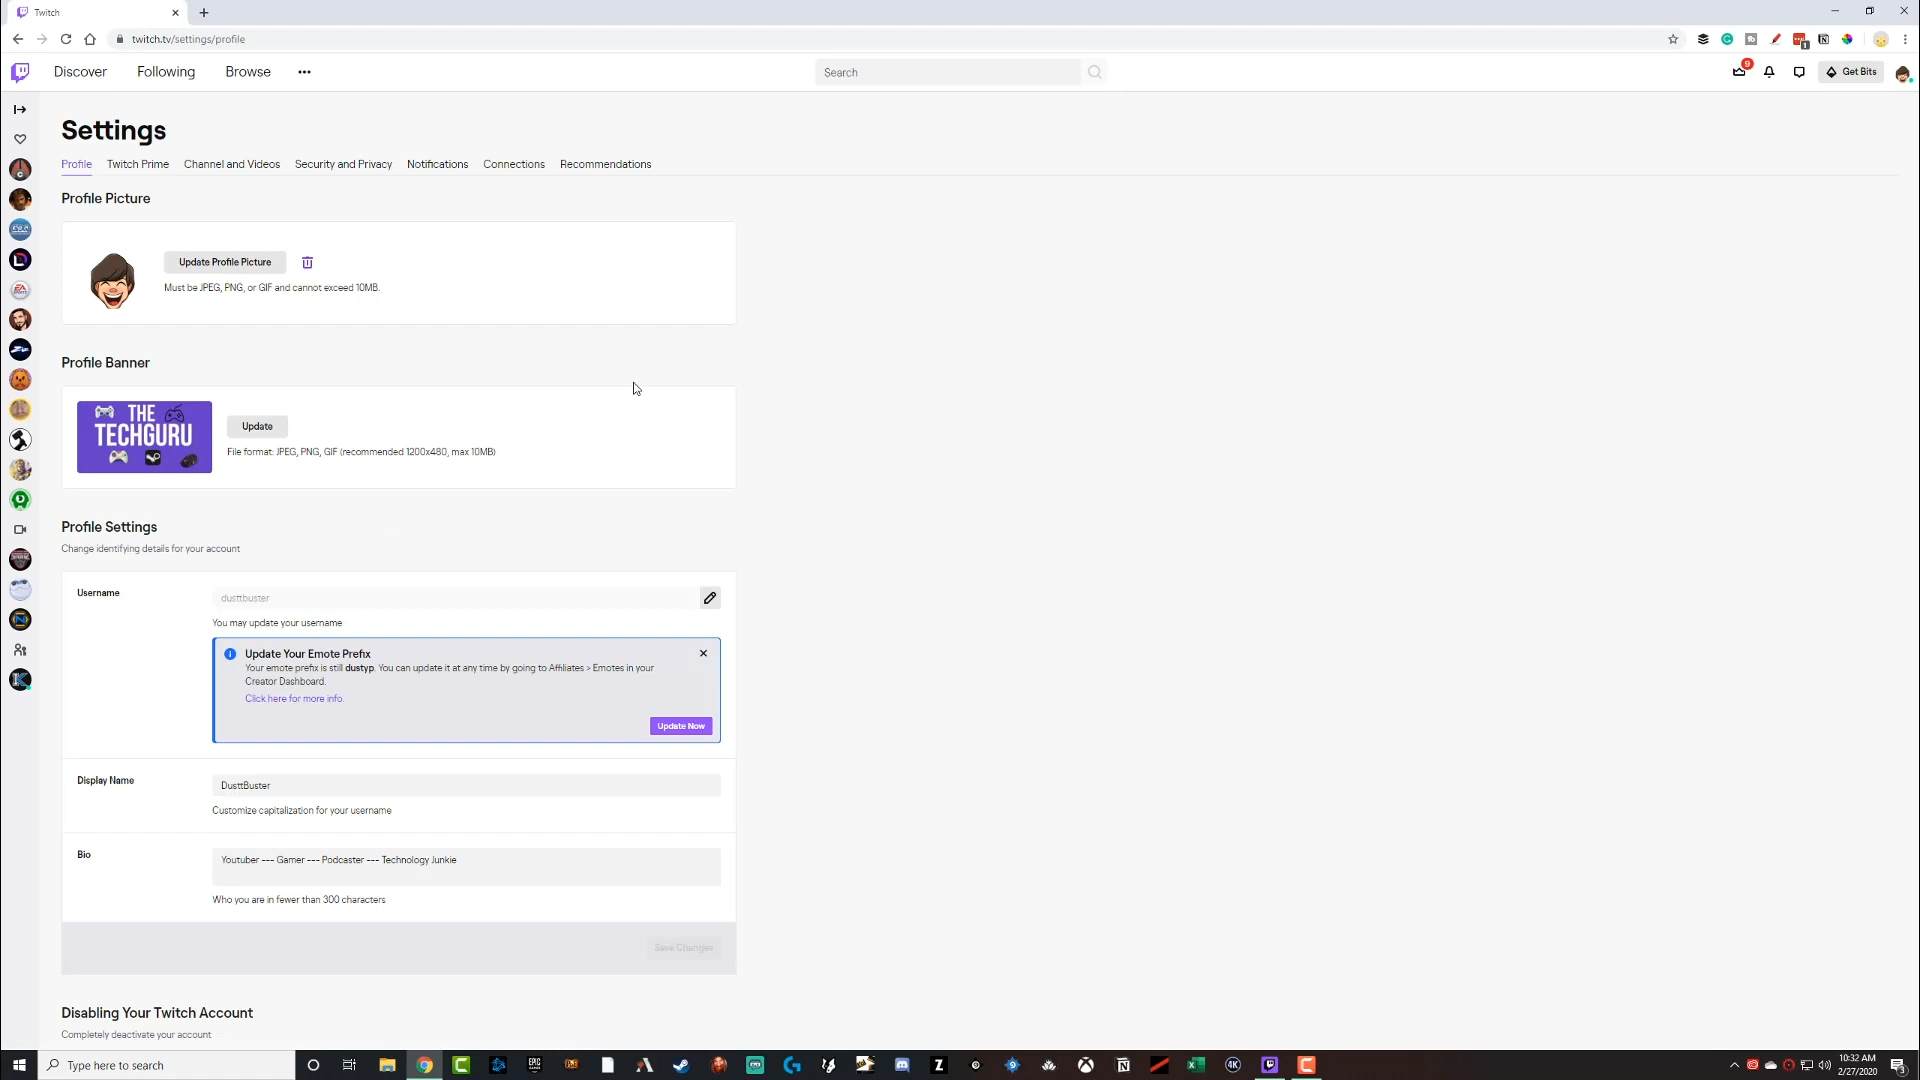 Twitch
twitch.tv/settings/profile
Discover Following Browse Search 9 Get Bits
Settings
Profile Twitch Prime Channel and Videos Security and Privacy Notifications Connections Recommendations
Profile Picture
Update Profile Picture
Must be JPEG, PNG, or GIF and cannot exceed 10MB.
Profile Banner
THE
TECHGURU
Update
File format: JPEG, PNG, GIF (recommended 1200x480, max 10MB)
Profile Settings
Change identifying details for your account
Username
dusttbuster
You may update your username
Update Your Emote Prefix
Your emote prefix is still dustyp. You can update it at any time by going to Affiliates > Emotes in your
Creator Dashboard.
Click here for more info.
Update Now
Display Name
DusttBuster
Customize capitalization for your username
Bio
Youtuber --- Gamer --- Podcaster --- Technology Junkie
Who you are in fewer than 300 characters
Save Changes
Disabling Your Twitch Account
Completely deactivate your account
Type here to search
10:32 AM
2/27/2020